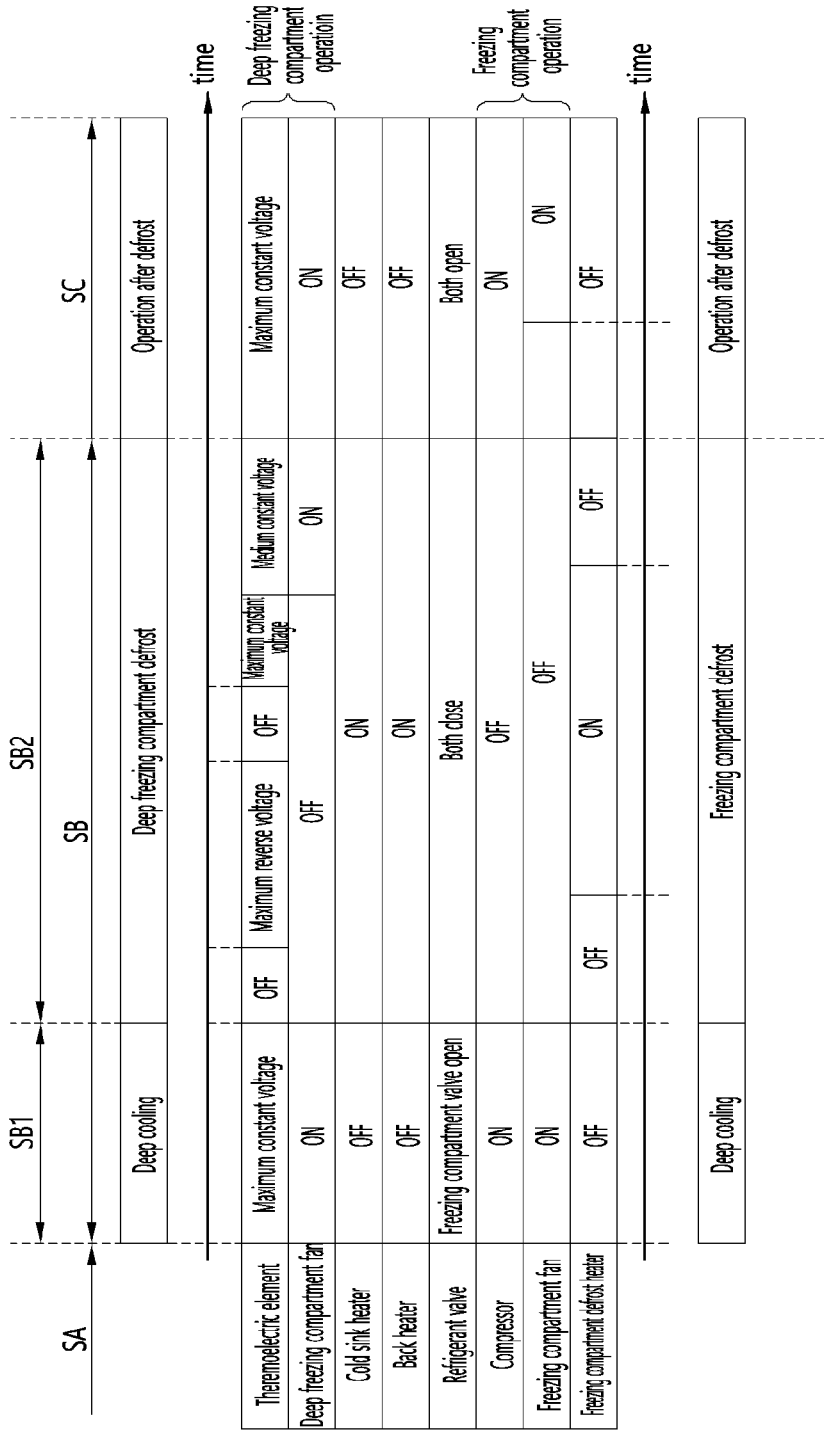 SB1
SB2
SA
SB
SC
Deep cooling
Deep freezing compartment defrost
Operation after defrost
time
Theremoelectric element
Maximum constant voltage
OFF
Maximum reverse voltage
OFF
Maximum constant
voltage
Medium constant voltage
Maximum constant voltage
Deep freezing
compartment
operatioin
Deep freezing compartment fan
ON
OFF
ON
ON
Cold sink heater
OFF
ON
OFF
Back heater
OFF
ON
OFF
Refrigerant valve
Freezing compartment valve open
Both close
Both open
Compressor
ON
OFF
ON
Freezing
compartment
operation
Freezing compartment fan
ON
OFF
ON
Freezing compartment defrost heater
OFF
OFF
ON
OFF
OFF
time
Deep cooling
Freezing compartment defrost
Operation after defrost